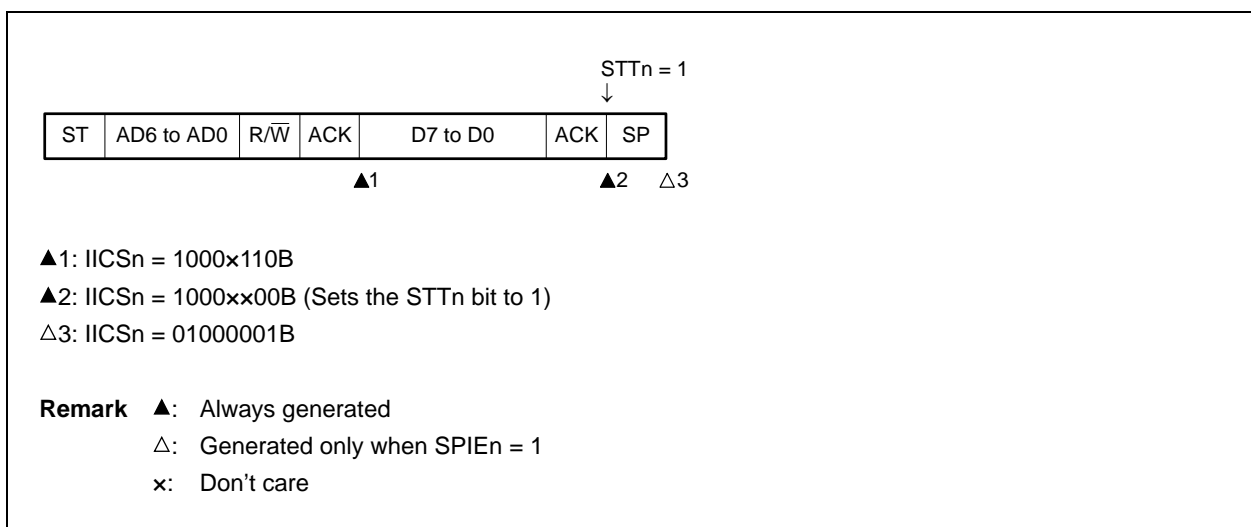 STTn = 1
↓
ST AD6 to AD0 R/W̅ ACK D7 to D0 ACK SP
▲1 ▲2 △3
▲1: IICSn = 1000×110B
▲2: IICSn = 1000××00B (Sets the STTn bit to 1)
△3: IICSn = 01000001B
Remark ▲: Always generated
△: Generated only when SPIEn = 1
×: Don't care